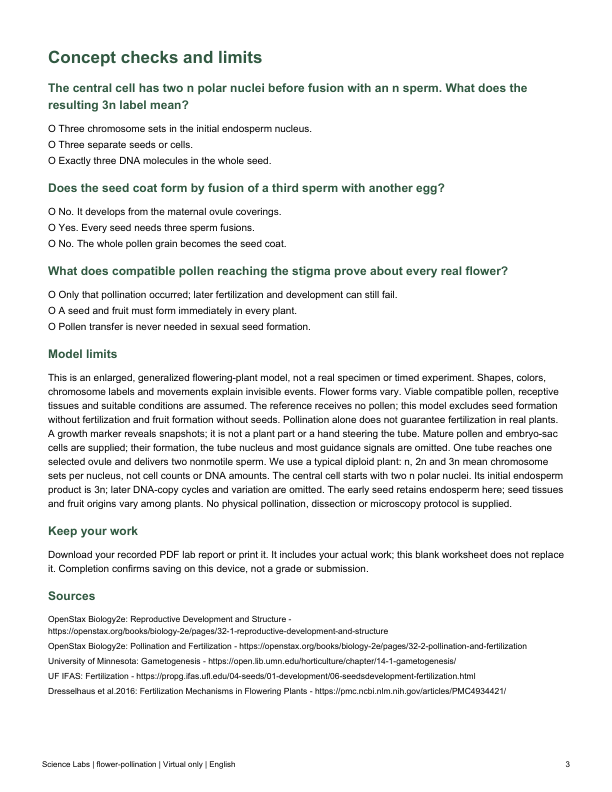 Concept checks and limits
The central cell has two n polar nuclei before fusion with an n sperm. What does the
resulting 3n label mean?
O Three chromosome sets in the initial endosperm nucleus.
O Three separate seeds or cells.
O Exactly three DNA molecules in the whole seed.
Does the seed coat form by fusion of a third sperm with another egg?
O No. It develops from the maternal ovule coverings.
O Yes. Every seed needs three sperm fusions.
O No. The whole pollen grain becomes the seed coat.
What does compatible pollen reaching the stigma prove about every real flower?
O Only that pollination occurred; later fertilization and development can still fail.
O A seed and fruit must form immediately in every plant.
O Pollen transfer is never needed in sexual seed formation.
Model limits
This is an enlarged, generalized flowering-plant model, not a real specimen or timed experiment. Shapes, colors,
chromosome labels and movements explain invisible events. Flower forms vary. Viable compatible pollen, receptive
tissues and suitable conditions are assumed. The reference receives no pollen; this model excludes seed formation
without fertilization and fruit formation without seeds. Pollination alone does not guarantee fertilization in real plants.
A growth marker reveals snapshots; it is not a plant part or a hand steering the tube. Mature pollen and embryo-sac
cells are supplied; their formation, the tube nucleus and most guidance signals are omitted. One tube reaches one
selected ovule and delivers two nonmotile sperm. We use a typical diploid plant: n, 2n and 3n mean chromosome
sets per nucleus, not cell counts or DNA amounts. The central cell starts with two n polar nuclei. Its initial endosperm
product is 3n; later DNA-copy cycles and variation are omitted. The early seed retains endosperm here; seed tissues
and fruit origins vary among plants. No physical pollination, dissection or microscopy protocol is supplied.
Keep your work
Download your recorded PDF lab report or print it. It includes your actual work; this blank worksheet does not replace
it. Completion confirms saving on this device, not a grade or submission.
Sources
OpenStax Biology2e: Reproductive Development and Structure -
https://openstax.org/books/biology-2e/pages/32-1-reproductive-development-and-structure
OpenStax Biology2e: Pollination and Fertilization - https://openstax.org/books/biology-2e/pages/32-2-pollination-and-fertilization
University of Minnesota: Gametogenesis - https://open.lib.umn.edu/horticulture/chapter/14-1-gametogenesis/
UF IFAS: Fertilization - https://propg.ifas.ufl.edu/04-seeds/01-development/06-seedsdevelopment-fertilization.html
Dresselhaus et al.2016: Fertilization Mechanisms in Flowering Plants - https://pmc.ncbi.nlm.nih.gov/articles/PMC4934421/
Science Labs | flower-pollination | Virtual only | English
3